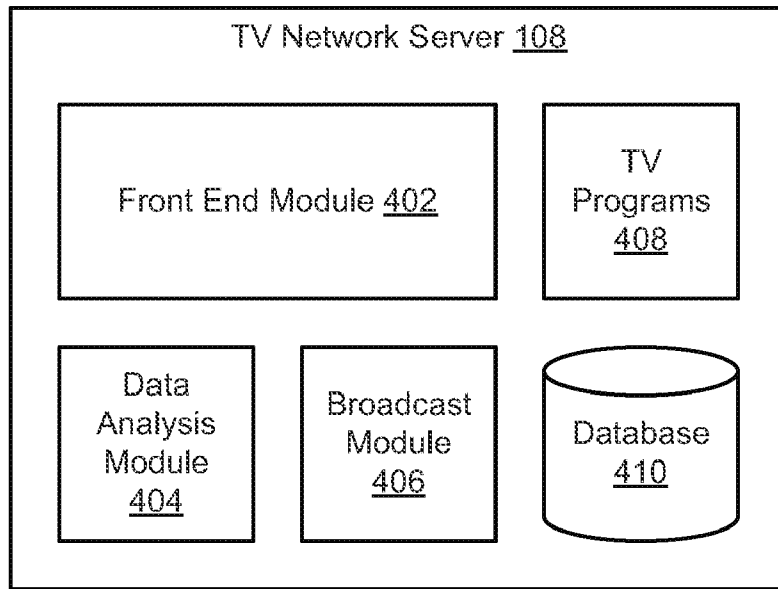 TV Network Server 108
Front End Module 402
TV
Programs
408
Data
Analysis
Module
404
Broadcast
Module
406
Database
410